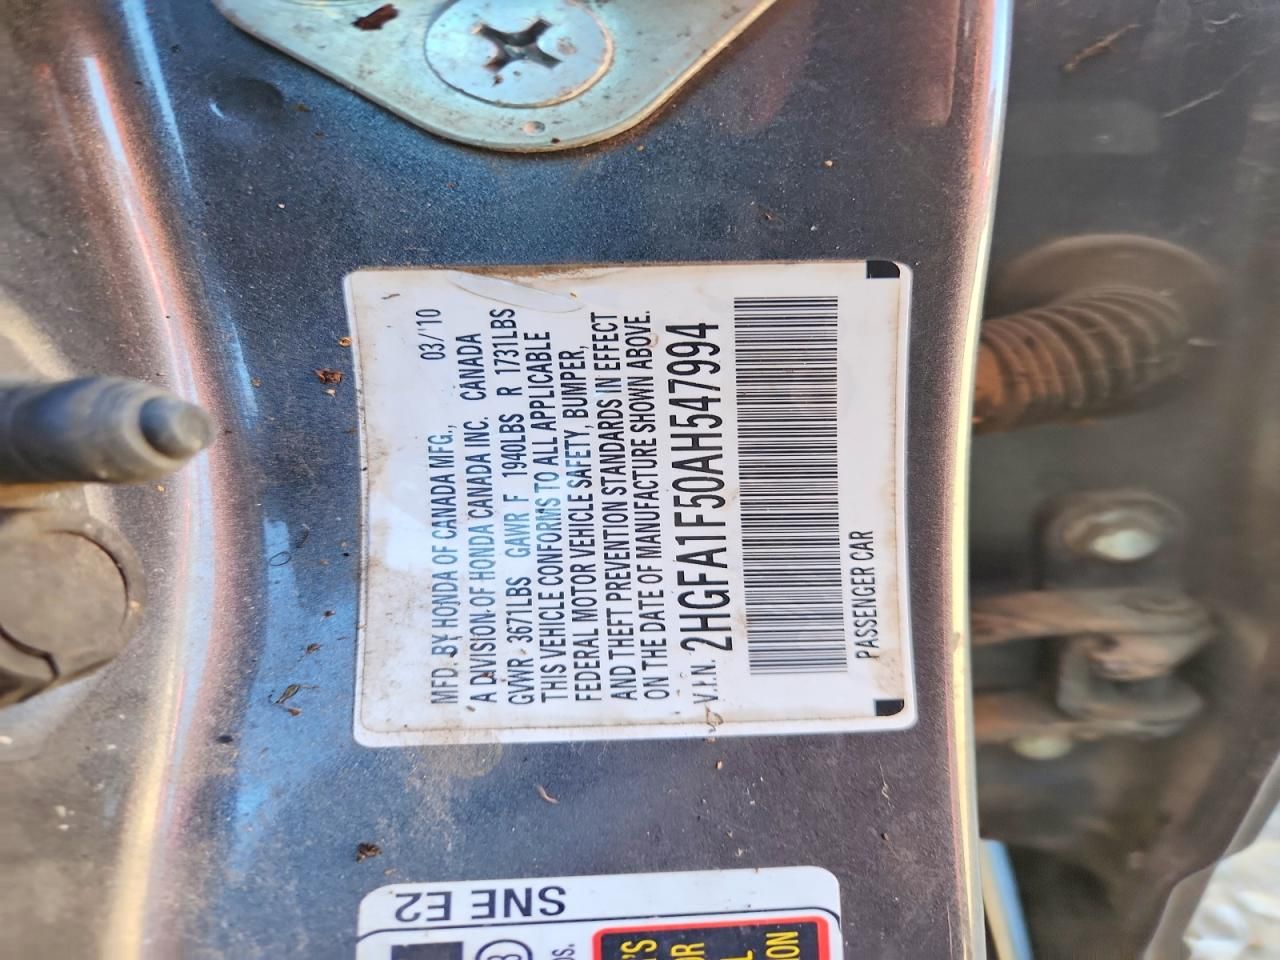 MFD. BY HONDA OF CANADA MFG., 03/'10
A DIVISION OF HONDA CANADA INC. CANADA
GVWR 3671LBS GAWR F 1940LBS R 1731LBS
THIS VEHICLE CONFORMS TO ALL APPLICABLE
FEDERAL MOTOR VEHICLE SAFETY, BUMPER,
AND THEFT PREVENTION STANDARDS IN EFFECT
ON THE DATE OF MANUFACTURE SHOWN ABOVE.
V.I.N. 2HGFA1F50AH547994
PASSENGER CAR
SNE E2